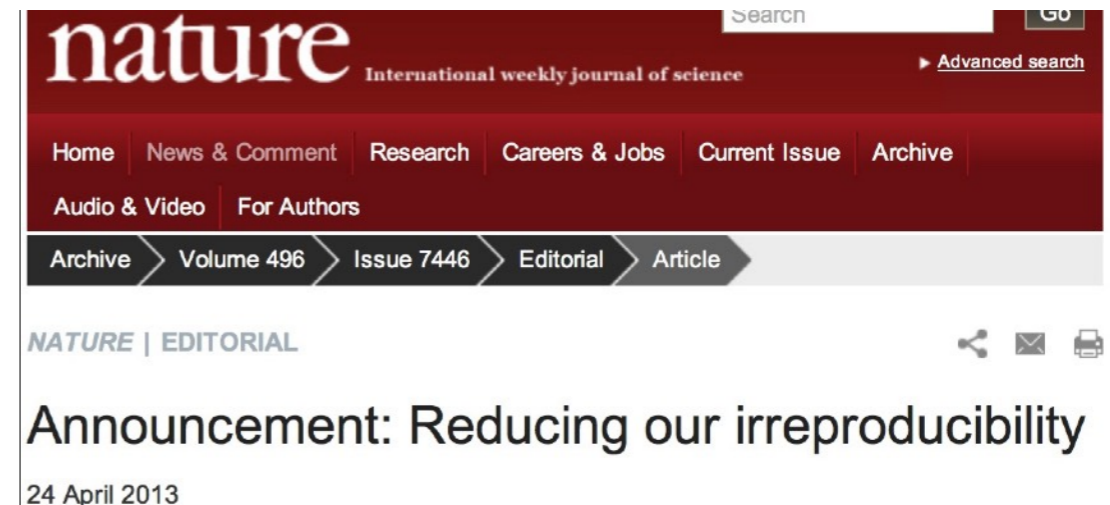 Search Go
nature International weekly journal of science
Advanced search
Home News & Comment Research Careers & Jobs Current Issue Archive
Audio & Video For Authors
Archive Volume 496 Issue 7446 Editorial Article
NATURE | EDITORIAL
Announcement: Reducing our irreproducibility
24 April 2013